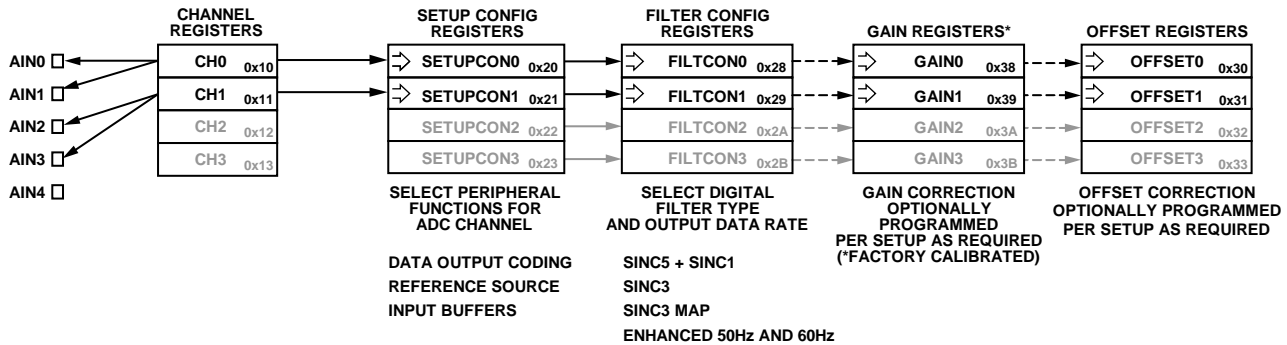 CHANNEL
REGISTERS
SETUP CONFIG
REGISTERS
FILTER CONFIG
REGISTERS
GAIN REGISTERS*
OFFSET REGISTERS
AIN0
CH0 0x10
SETUPCON0 0x20
FILTCON0 0x28
GAIN0 0x38
OFFSET0 0x30
AIN1
CH1 0x11
SETUPCON1 0x21
FILTCON1 0x29
GAIN1 0x39
OFFSET1 0x31
AIN2
CH2 0x12
SETUPCON2 0x22
FILTCON2 0x2A
GAIN2 0x3A
OFFSET2 0x32
AIN3
CH3 0x13
SETUPCON3 0x23
FILTCON3 0x2B
GAIN3 0x3B
OFFSET3 0x33
AIN4
SELECT PERIPHERAL
FUNCTIONS FOR
ADC CHANNEL
SELECT DIGITAL
FILTER TYPE
AND OUTPUT DATA RATE
GAIN CORRECTION
OPTIONALLY
PROGRAMMED
PER SETUP AS REQUIRED
(*FACTORY CALIBRATED)
OFFSET CORRECTION
OPTIONALLY PROGRAMMED
PER SETUP AS REQUIRED
DATA OUTPUT CODING
REFERENCE SOURCE
INPUT BUFFERS
SINC5 + SINC1
SINC3
SINC3 MAP
ENHANCED 50Hz AND 60Hz